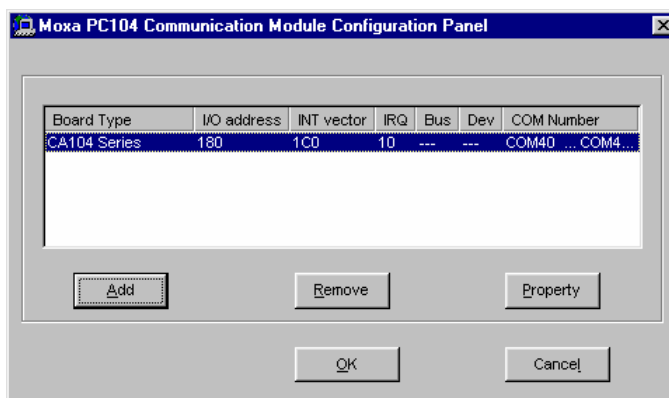 Moxa PC104 Communication Module Configuration Panel
Board Type I/O address INT vector IRQ Bus Dev COM Number
CA104 Series 180 1C0 10 --- --- COM40 ... COM4...
Add Remove Property
OK Cancel